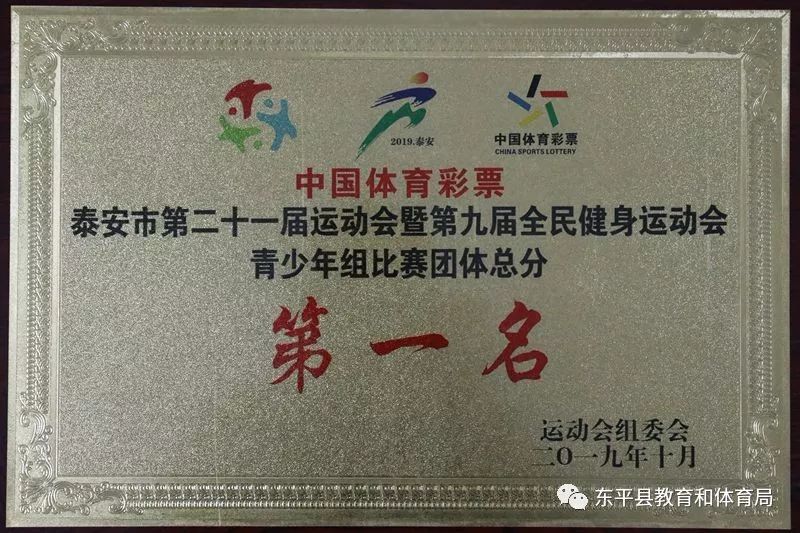 2019.泰安
中国体育彩票
CHINA SPORTS LOTTERY
中国体育彩票
泰安市第二十一届运动会暨第九届全民健身运动会
青少年组比赛团体总分
第一名
运动会组委会
二O一九年十月
东平县教育和体育局